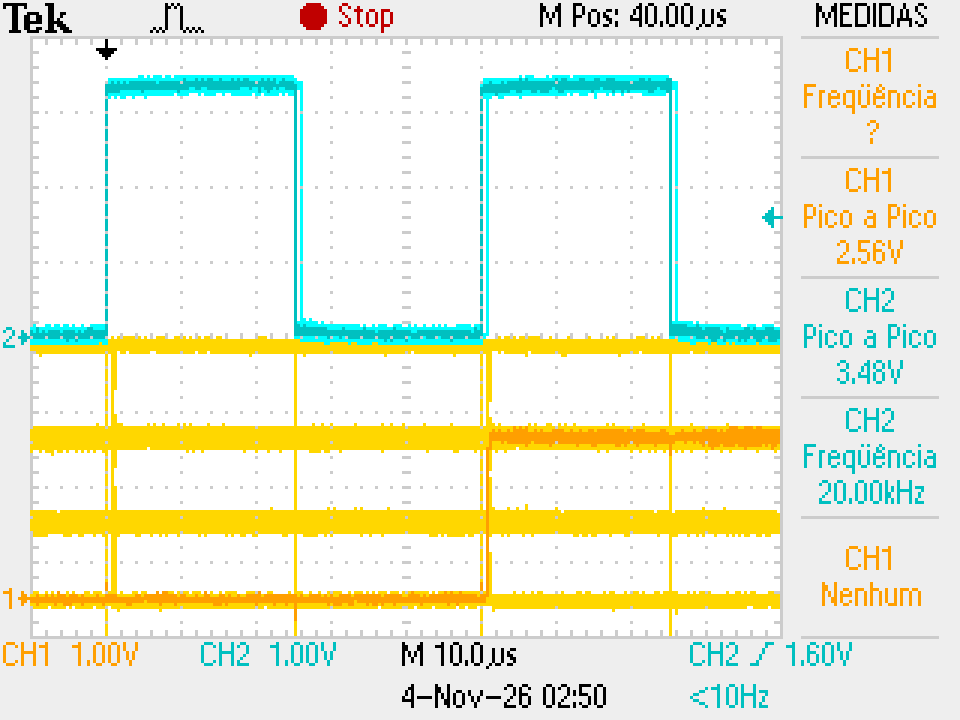 Tek Stop M Pos: 40.00µs MEDIDAS
CH1
Freqüência
?
CH1
Pico a Pico
2.56V
CH2
Pico a Pico
3.48V
CH2
Freqüência
20.00kHz
CH1
Nenhum
2
1
CH1 1.00V CH2 1.00V M 10.0µs CH2 1.60V
4-Nov-26 02:50 <10Hz